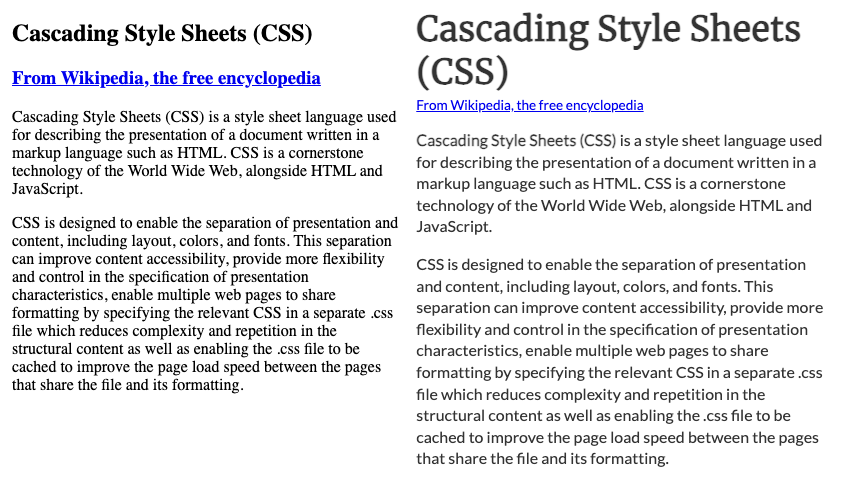 Cascading Style Sheets (CSS)
From Wikipedia, the free encyclopedia
Cascading Style Sheets (CSS) is a style sheet language used
for describing the presentation of a document written in a
markup language such as HTML. CSS is a cornerstone
technology of the World Wide Web, alongside HTML and
JavaScript.
CSS is designed to enable the separation of presentation and
content, including layout, colors, and fonts. This separation
can improve content accessibility, provide more flexibility
and control in the specification of presentation
characteristics, enable multiple web pages to share
formatting by specifying the relevant CSS in a separate .css
file which reduces complexity and repetition in the
structural content as well as enabling the .css file to be
cached to improve the page load speed between the pages
that share the file and its formatting.
Cascading Style Sheets
(CSS)
From Wikipedia, the free encyclopedia
Cascading Style Sheets (CSS) is a style sheet language used
for describing the presentation of a document written in a
markup language such as HTML. CSS is a cornerstone
technology of the World Wide Web, alongside HTML and
JavaScript.
CSS is designed to enable the separation of presentation
and content, including layout, colors, and fonts. This
separation can improve content accessibility, provide more
flexibility and control in the specification of presentation
characteristics, enable multiple web pages to share
formatting by specifying the relevant CSS in a separate .css
file which reduces complexity and repetition in the
structural content as well as enabling the .css file to be
cached to improve the page load speed between the pages
that share the file and its formatting.